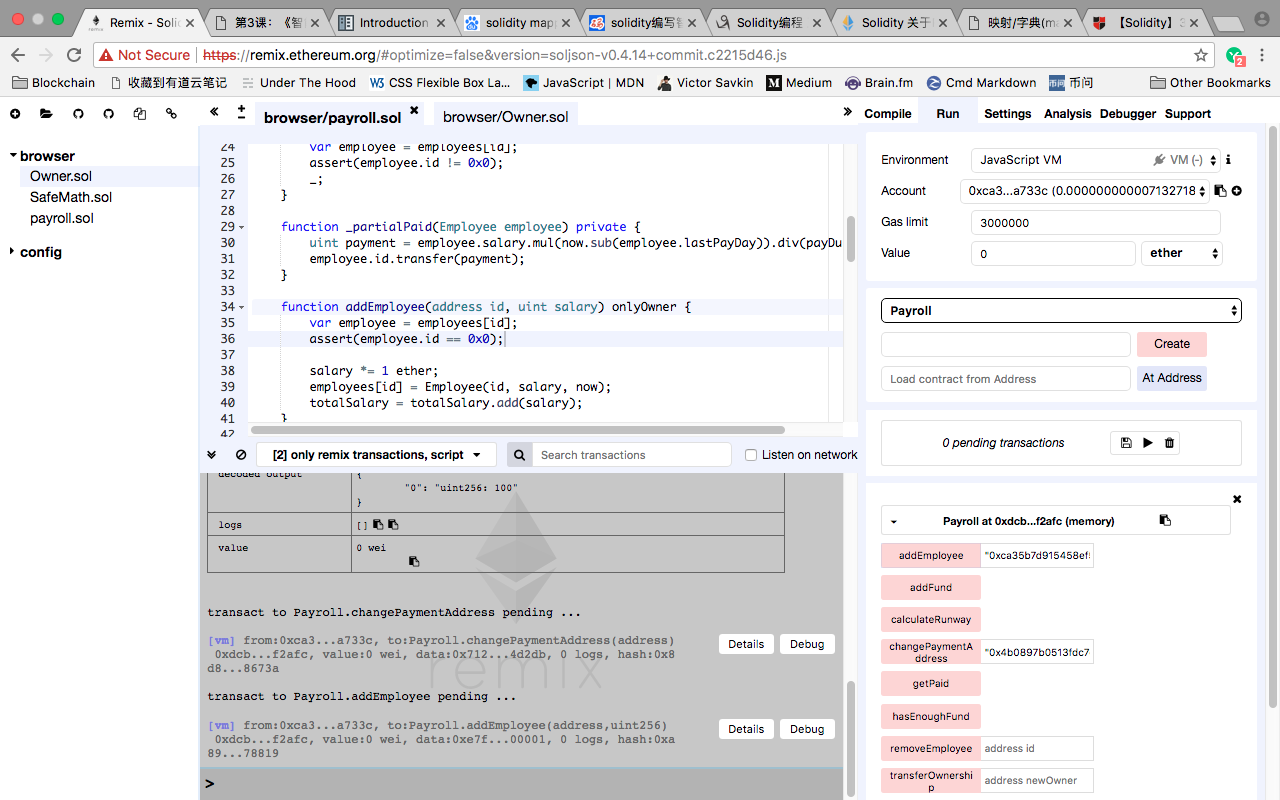 Remix - Solid
第3课：《智
Introduction
solidity mapp
solidity编写智
Solidity编程
Solidity 关于
映射/字典(ma
【Solidity】3
Not Secure https://remix.ethereum.org/#optimize=false&version=soljson-v0.4.14+commit.c2215d46.js
2
Blockchain 收藏到有道云笔记 Under The Hood CSS Flexible Box La... JavaScript | MDN Victor Savkin Medium Brain.fm Cmd Markdown 币问 Other Bookmarks
browser/payroll.sol browser/Owner.sol
Compile Run Settings Analysis Debugger Support
browser
Owner.sol
SafeMath.sol
payroll.sol
config
24 var employee = employees[id];
25 assert(employee.id != 0x0);
26 _;
27 }
28
29 function _partialPaid(Employee employee) private {
30 uint payment = employee.salary.mul(now.sub(employee.lastPayDay)).div(payDu
31 employee.id.transfer(payment);
32 }
33
34 function addEmployee(address id, uint salary) onlyOwner {
35 var employee = employees[id];
36 assert(employee.id == 0x0);
37
38 salary *= 1 ether;
39 employees[id] = Employee(id, salary, now);
40 totalSalary = totalSalary.add(salary);
41 }
42
[2] only remix transactions, script Search transactions Listen on network
decoded output {
"0": "uint256: 100"
}
logs []
value 0 wei
transact to Payroll.changePaymentAddress pending ...
[vm] from:0xca3...a733c, to:Payroll.changePaymentAddress(address)
0xdcb...f2afc, value:0 wei, data:0x712...4d2db, 0 logs, hash:0x8
d8...8673a
Details Debug
remix
transact to Payroll.addEmployee pending ...
[vm] from:0xca3...a733c, to:Payroll.addEmployee(address,uint256)
0xdcb...f2afc, value:0 wei, data:0xe7f...00001, 0 logs, hash:0xa
89...78819
Details Debug
>
Environment JavaScript VM VM (-)
Account 0xca3...a733c (0.000000000007132718
Gas limit 3000000
Value 0 ether
Payroll
Create
Load contract from Address At Address
0 pending transactions
Payroll at 0xdcb...f2afc (memory)
addEmployee "0xca35b7d915458ef
addFund
calculateRunway
changePaymentA
ddress "0x4b0897b0513fdc7
getPaid
hasEnoughFund
removeEmployee address id
transferOwnershi
p address newOwner